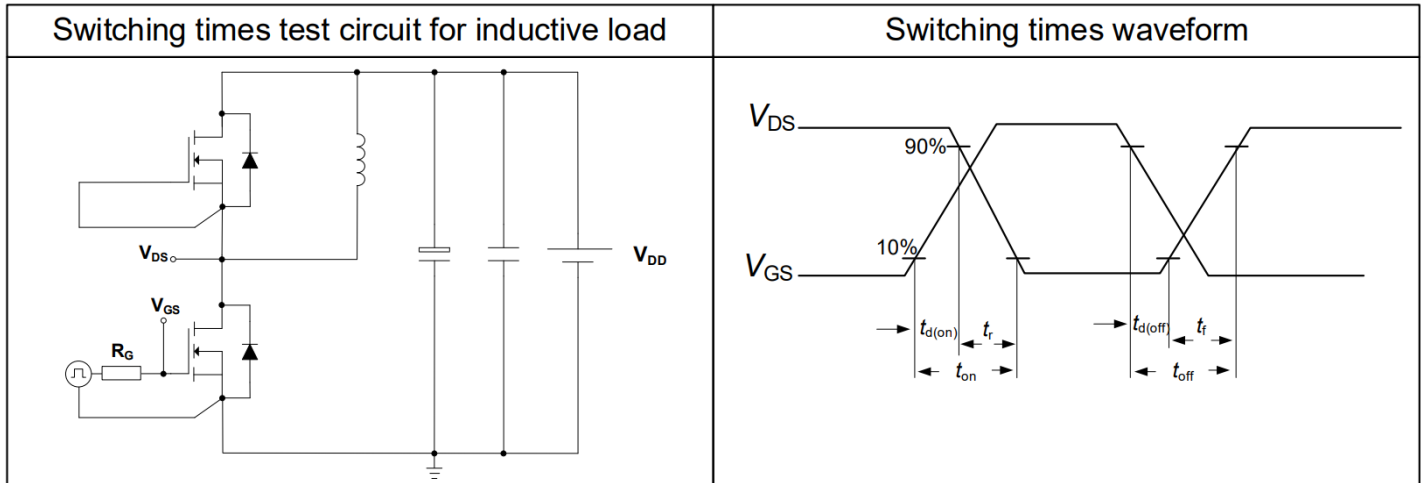 Switching times test circuit for inductive load
Switching times waveform
VDS
VGS
RG
VDD
VDS
90%
10%
VGS
td(on)
tr
ton
td(off)
tf
toff